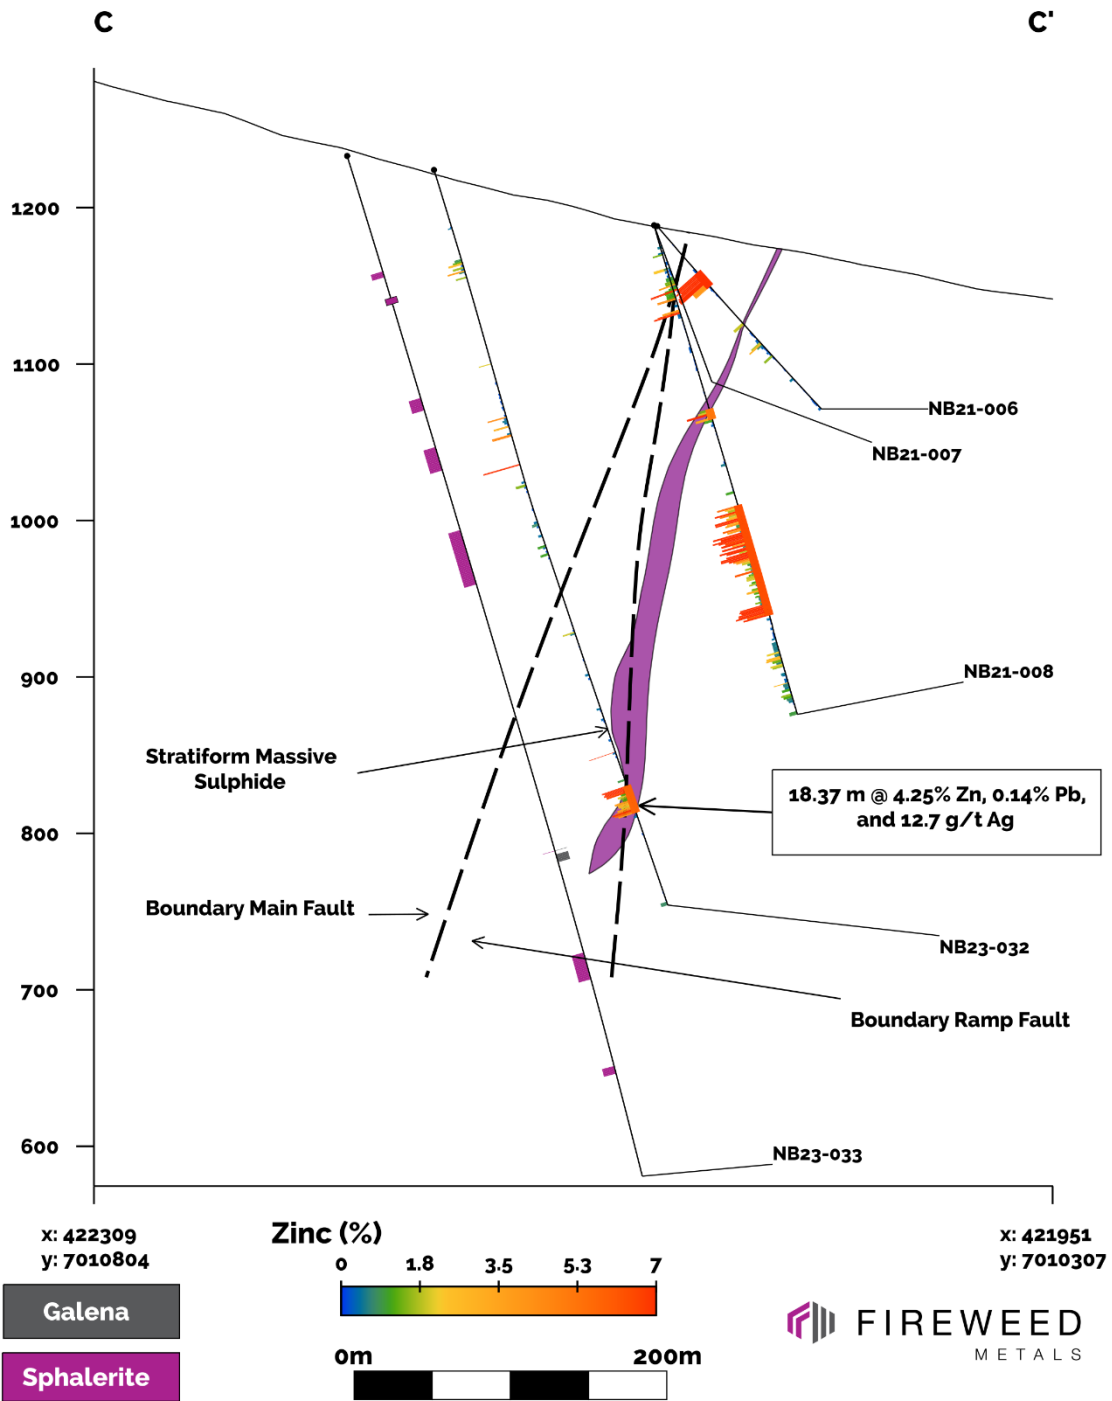 C
C'
1200
1100
1000
900
800
700
600
NB21-006
NB21-007
NB21-008
Stratiform Massive
Sulphide
18.37 m @ 4.25% Zn, 0.14% Pb,
and 12.7 g/t Ag
Boundary Main Fault
NB23-032
Boundary Ramp Fault
NB23-033
x: 422309
y: 7010804
Zinc (%)
0
1.8
3.5
5.3
7
x: 421951
y: 7010307
Galena
Sphalerite
0m
200m
FIREWEED
METALS